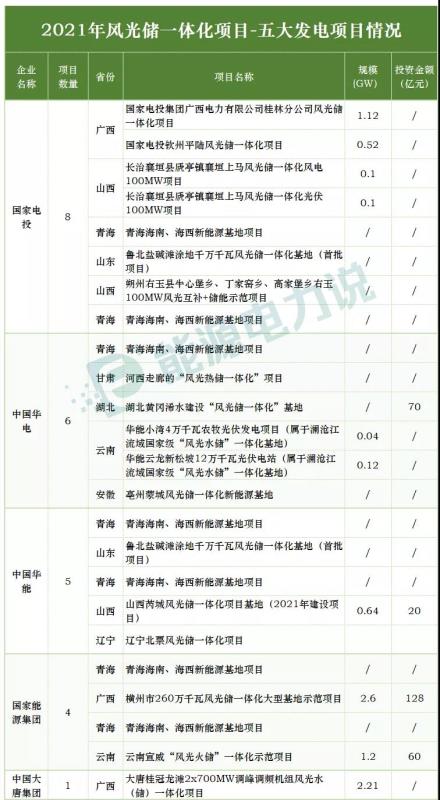 2021年风光储一体化项目-五大发电项目情况
企业
名称
项目
数量
省份
项目名称
规模
(GW)
投资金额
(亿元)
国家电
投
8
广西
国家电投集团广西电力有限公司桂林分公司风光储
一体化项目
1.12
/
国家电投钦州平陆风光储一体化项目
0.52
/
山西
长治襄垣县虒亭镇襄垣上马风光储一体化风电
100MW项目
0.1
/
长治襄垣县虒亭镇襄垣上马风光储一体化光伏
100MW项目
0.1
/
青海
青海海南、海西新能源基地项目
/
/
山东
鲁北盐碱滩涂地千万千瓦风光储一体化基地（首批
项目）
/
/
山西
朔州右玉县牛心堡乡、丁家窑乡、高家堡乡右玉
100MW风光互补+储能示范项目
/
/
青海
青海海南、海西新能源基地项目
/
/
中国华
电
6
青海
青海海南、海西新能源基地项目
/
/
甘肃
河西走廊的“风光热储一体化”项目
/
/
湖北
湖北黄冈浠水建设“风光储一体化”基地
/
70
云南
华能小湾4万千瓦农牧光伏发电项目（属于澜沧江
流域国家级“风光水储”一体化基地）
0.04
/
华能云龙新松坡12万千瓦光伏电站（属于澜沧江
流域国家级“风光水储”一体化基地）
0.12
/
安徽
亳州蒙城风光储一体化新能源基地
/
/
中国华
能
5
青海
青海海南、海西新能源基地项目
/
/
山东
鲁北盐碱滩涂地千万千瓦风光储一体化基地（首批
项目）
/
/
青海
青海海南、海西新能源基地项目
/
/
山西
山西芮城风光储一体化项目基地（2021年建设项
目）
0.64
20
辽宁
辽宁北票风光储一体化项目
国家能
源集团
4
青海
青海海南、海西新能源基地项目
/
/
广西
横州市260万千瓦风光储一体化大型基地示范项目
2.6
128
青海
青海海南、海西新能源基地项目
/
/
云南
云南宣威“风光火储”一体化示范项目
1.2
60
中国大
唐集团
1
广西
大唐桂冠龙滩2x700MW调峰调频机组风光水
（储）一体化项目
2.21
/
能源电力说